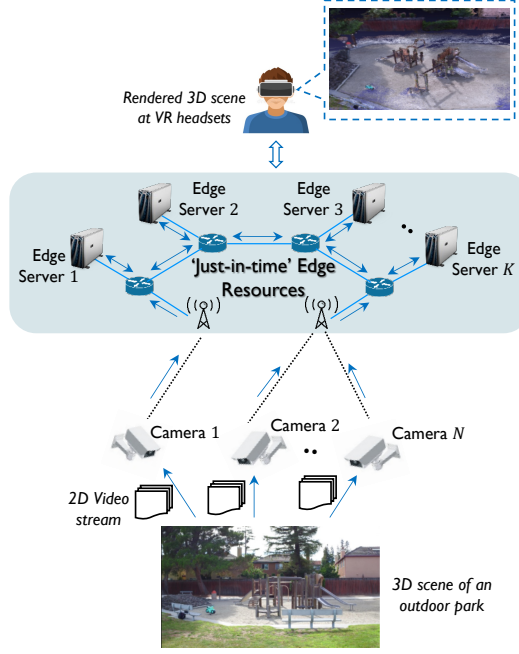 Rendered 3D scene
at VR headsets
Edge
Server 2
Edge
Server 3
Edge
Server 1
Edge
Server K
'Just-in-time' Edge
Resources
Camera 1
Camera 2
Camera N
2D Video
stream
3D scene of an
outdoor park